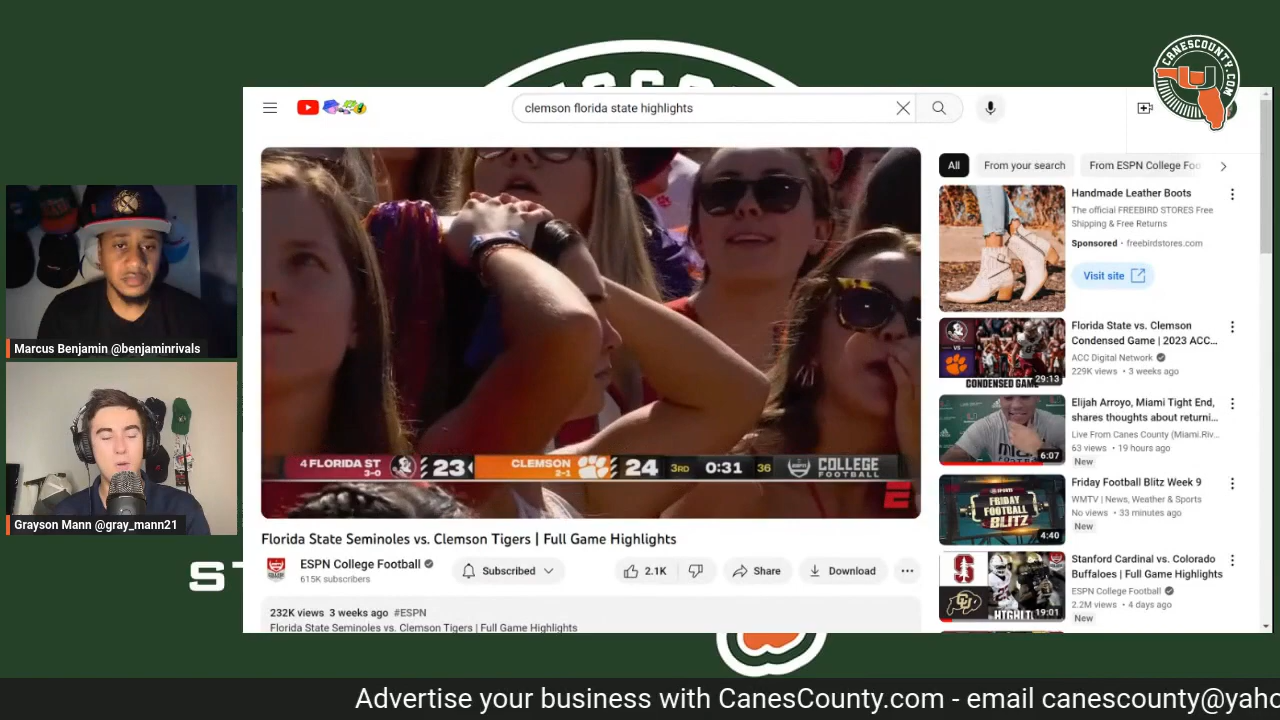 CANESCOUNTY.COM
clemson florida state highlights
All
From your search
From ESPN College Foo
Handmade Leather Boots
The official FREEBIRD STORES Free
Shipping & Free Returns
Sponsored · freebirdstores.com
Visit site
Florida State vs. Clemson
Condensed Game | 2023 ACC...
ACC Digital Network
229K views • 3 weeks ago
VS
CONDENSED GAME
29:13
Elijah Arroyo, Miami Tight End,
shares thoughts about returni...
Live From Canes County (Miami.Riv...
63 views • 19 hours ago
New
6:07
Friday Football Blitz Week 9
WMTV | News, Weather & Sports
No views • 33 minutes ago
New
FRIDAY
FOOTBALL
BLITZ
4:40
Stanford Cardinal vs. Colorado
Buffaloes | Full Game Highlights
ESPN College Football
2.2M views • 4 days ago
New
19:01
4 FLORIDA ST
3-0
23
CLEMSON
2-1
24
3RD
0:31
36
COLLEGE
FOOTBALL
Florida State Seminoles vs. Clemson Tigers | Full Game Highlights
ESPN College Football
615K subscribers
Subscribed
2.1K
Share
Download
232K views 3 weeks ago #ESPN
Florida State Seminoles vs. Clemson Tigers | Full Game Highlights
Marcus Benjamin @benjaminrivals
Grayson Mann @gray_mann21
Advertise your business with CanesCounty.com - email canescounty@yaho